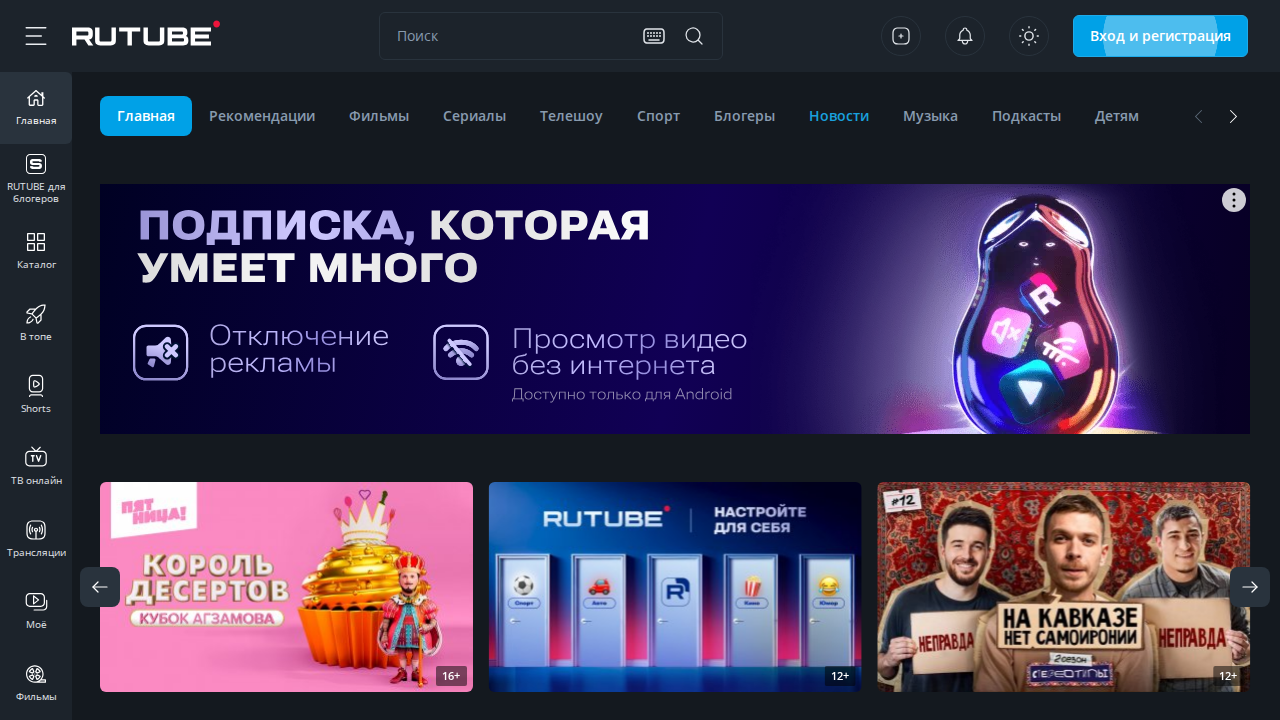 RUTUBE
Поиск
Вход и регистрация
Главная
Рекомендации
Фильмы
Сериалы
Телешоу
Спорт
Блогеры
Новости
Музыка
Подкасты
Детям
Главная
RUTUBE для
блогеров
Каталог
В топе
Shorts
ТВ онлайн
Трансляции
Моё
Фильмы
ПОДПИСКА, КОТОРАЯ
УМЕЕТ МНОГО
Отключение
рекламы
Просмотр видео
без интернета
Доступно только для Android
ПЯТ
НИЦА!
КОРОЛЬ
ДЕСЕРТОВ
КУБОК АГЗАМОВА
16+
RUTUBE
НАСТРОЙТЕ
ДЛЯ СЕБЯ
Спорт
Авто
Кино
Юмор
12+
#12
НА КАВКАЗЕ
НЕТ САМОИРОНИИ
НЕПРАВДА
НЕПРАВДА
2 СЕЗОН
СТЕРЕОТИПЫ
12+